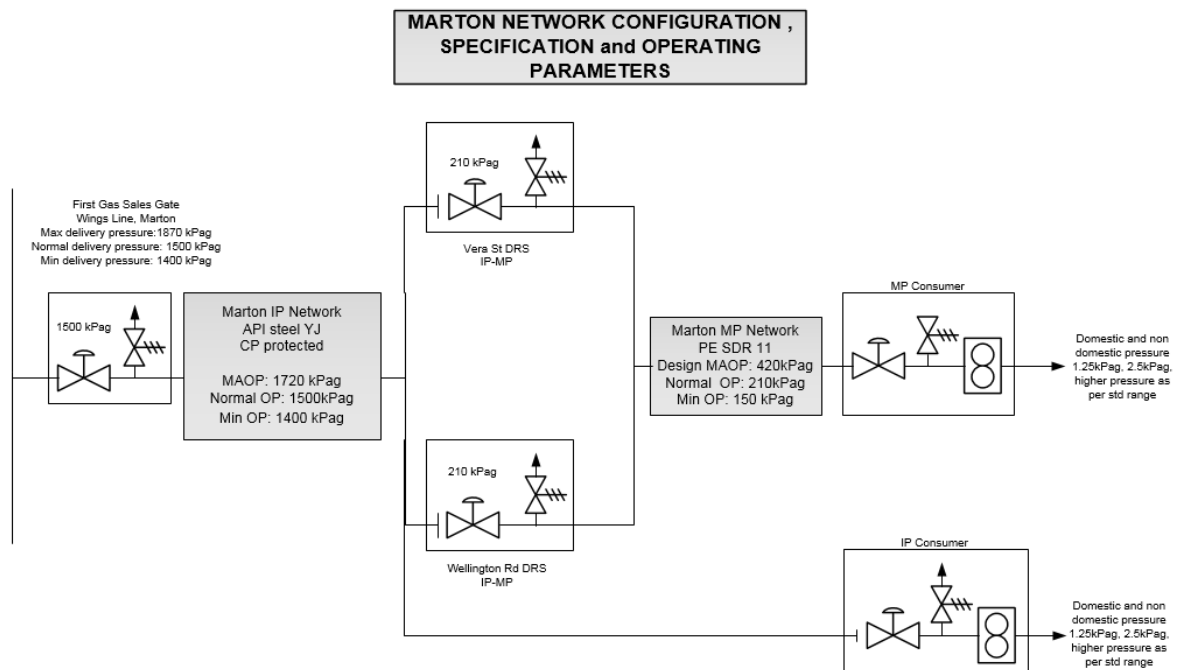 MARTON NETWORK CONFIGURATION ,
SPECIFICATION and OPERATING
PARAMETERS
210 kPag
Vera St DRS
IP-MP
First Gas Sales Gate
Wings Line, Marton
Max delivery pressure:1870 kPag
Normal delivery pressure: 1500 kPag
Min delivery pressure: 1400 kPag
1500 kPag
Marton IP Network
API steel YJ
CP protected
MAOP: 1720 kPag
Normal OP: 1500kPag
Min OP: 1400 kPag
Marton MP Network
PE SDR 11
Design MAOP: 420kPag
Normal  OP: 210kPag
Min OP: 150 kPag
MP Consumer
Domestic and non
domestic pressure
1.25kPag, 2.5kPag,
higher pressure as
per std range
210 kPag
Wellington Rd DRS
IP-MP
IP Consumer
Domestic and non
domestic pressure
1.25kPag, 2.5kPag,
higher pressure as
per std range